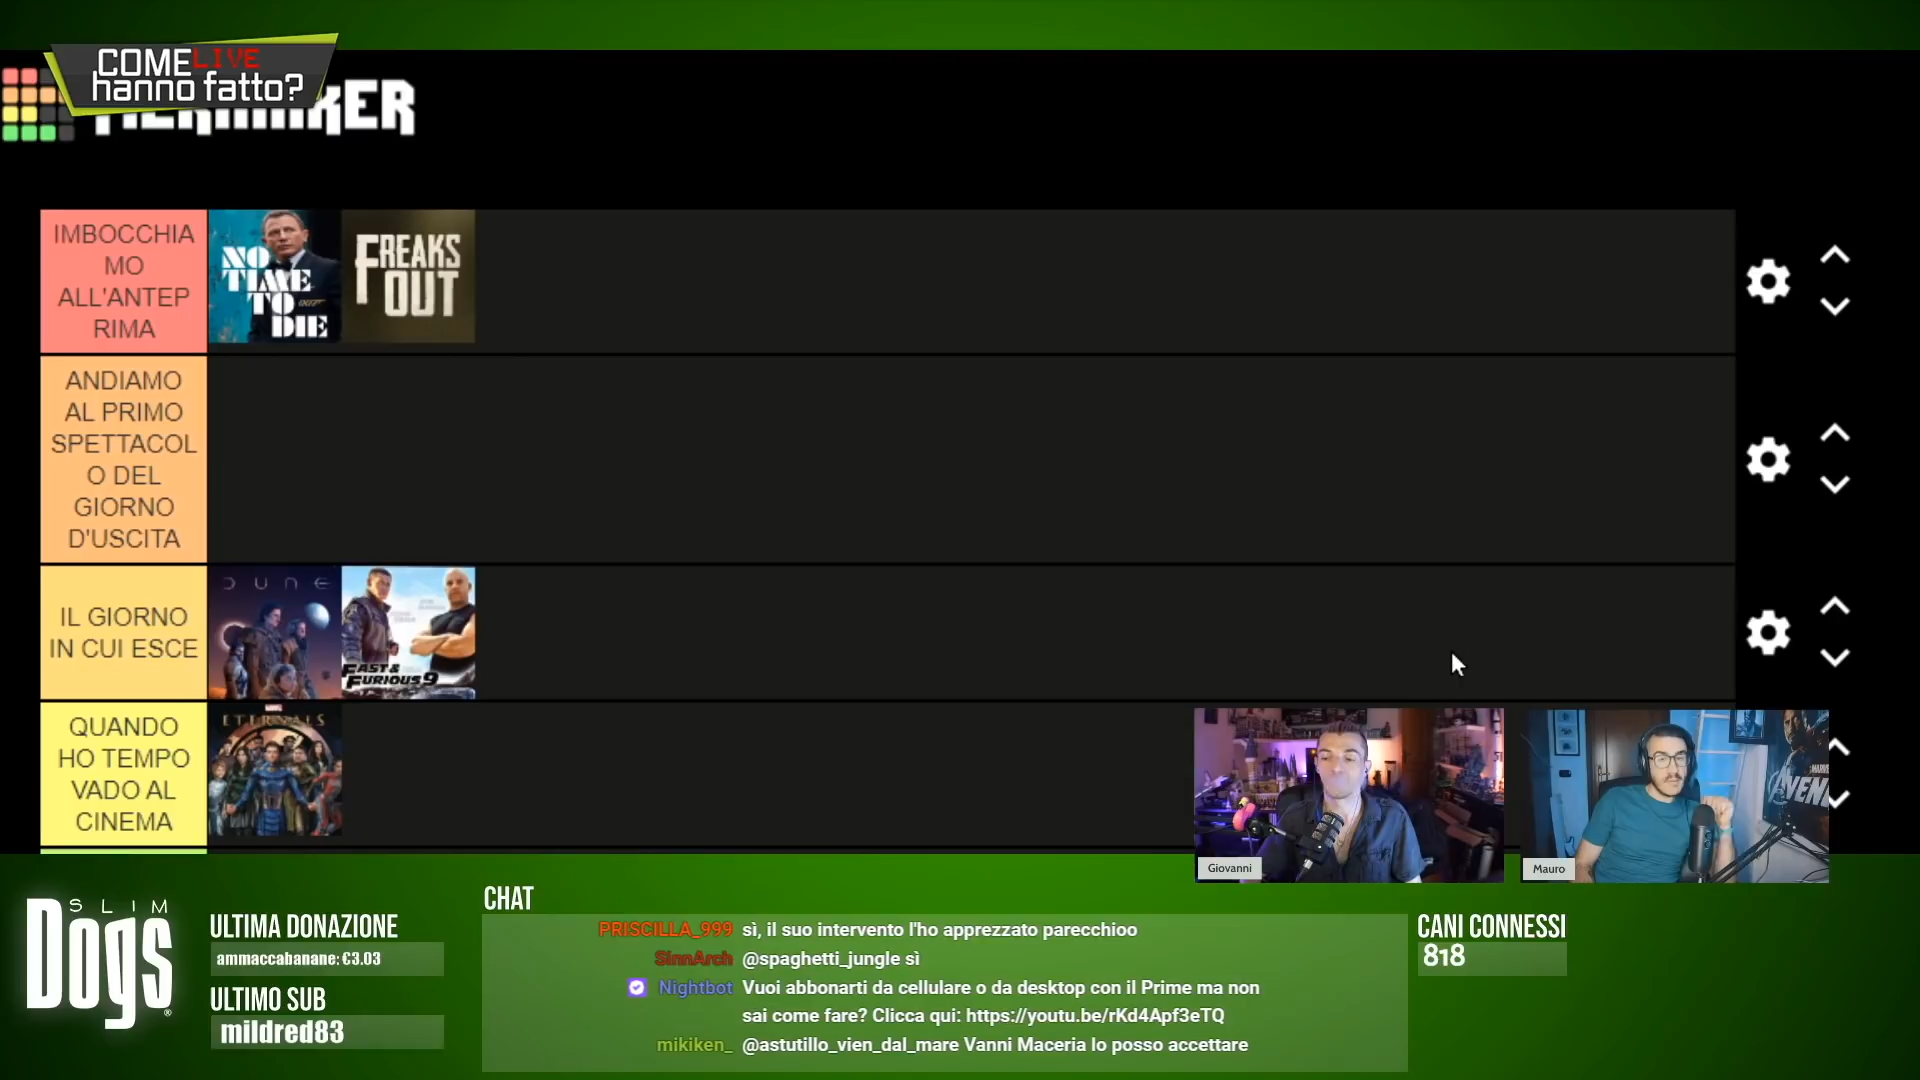 COME LIVE
hanno fatto?
IMBOCCHIA
MO
ALL'ANTEP
RIMA
NO
TIME
TO
DIE
FREAKS
OUT
ANDIAMO
AL PRIMO
SPETTACOL
O DEL
GIORNO
D'USCITA
IL GIORNO
IN CUI ESCE
DUNE
FAST &
FURIOUS 9
QUANDO
HO TEMPO
VADO AL
CINEMA
ETERNALS
Giovanni
Mauro
SLIM
Dogs
ULTIMA DONAZIONE
ammaccabanane: €3.03
ULTIMO SUB
mildred83
CHAT
PRISCILLA_999 sì, il suo intervento l'ho apprezzato parecchioo
SinnArch @spaghetti_jungle sì
Nightbot Vuoi abbonarti da cellulare o da desktop con il Prime ma non
sai come fare? Clicca qui: https://youtu.be/rKd4Apf3eTQ
mikiken_ @astutillo_vien_dal_mare Vanni Maceria lo posso accettare
CANI CONNESSI
818